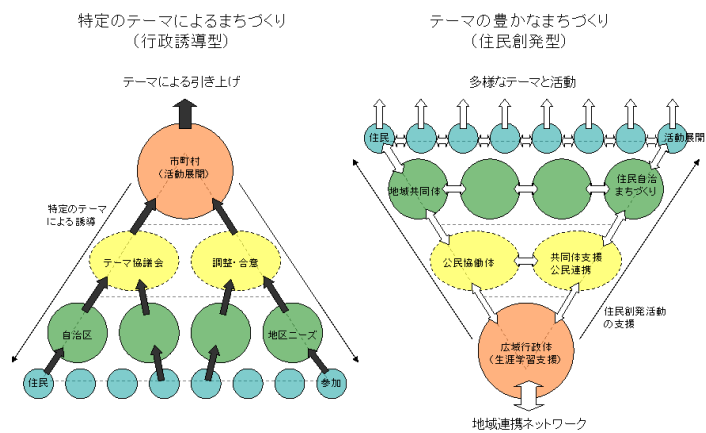 特定のテーマによるまちづくり
（行政誘導型）
テーマによる引き上げ
市町村
（活動展開）
特定のテーマ
による誘導
テーマ協議会
調整・合意
自治区
地区ニーズ
住民
参加
テーマの豊かなまちづくり
（住民創発型）
多様なテーマと活動
住民
活動展開
地域共同体
住民自治
まちづくり
公民協働体
共同体支援
公民連携
住民創発活動
の支援
広域行政体
（生涯学習支援）
地域連携ネットワーク